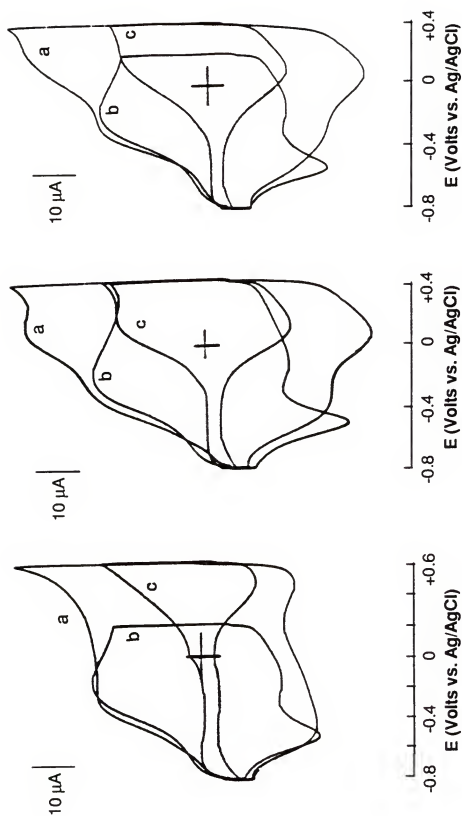 10 µA
a
b
c
+0.4
0
-0.4
-0.8
E (Volts vs. Ag/AgCl)
10 µA
a
b
c
+0.4
0
-0.4
-0.8
E (Volts vs. Ag/AgCl)
10 µA
a
b
c
+0.6
0
-0.4
-0.8
E (Volts vs. Ag/AgCl)